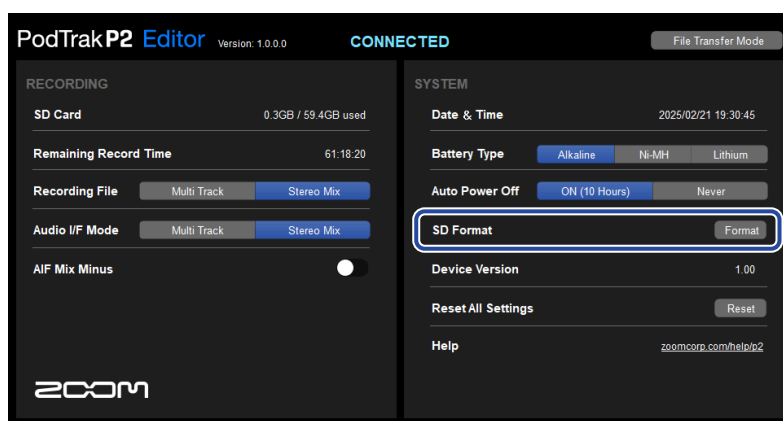 PodTrak P2 Editor Version: 1.0.0.0 CONNECTED File Transfer Mode
RECORDING
SD Card 0.3GB / 59.4GB used
Remaining Record Time 61:18:20
Recording File Multi Track Stereo Mix
Audio I/F Mode Multi Track Stereo Mix
AIF Mix Minus
ZOOM
SYSTEM
Date & Time 2025/02/21 19:30:45
Battery Type Alkaline Ni-MH Lithium
Auto Power Off ON (10 Hours) Never
SD Format Format
Device Version 1.00
Reset All Settings Reset
Help zoomcorp.com/help/p2